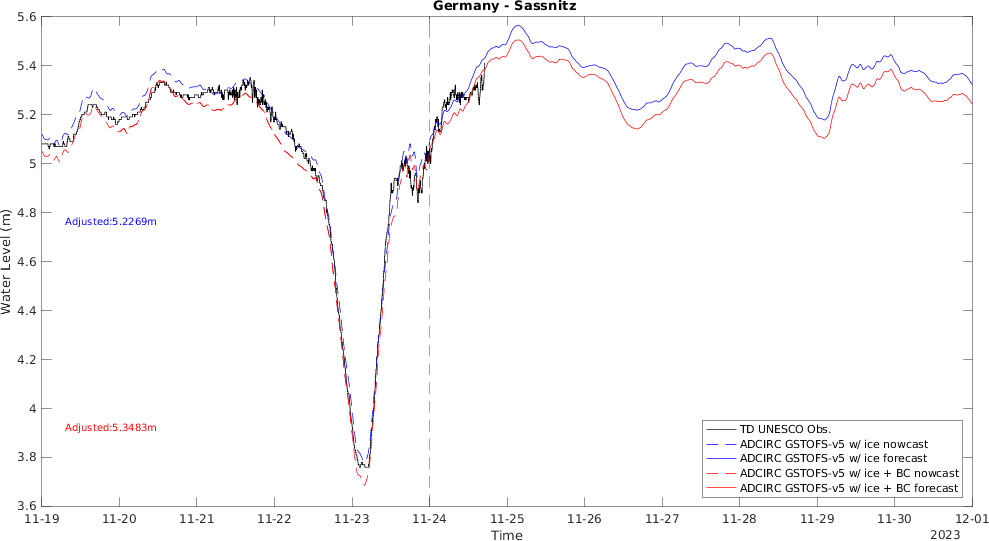 Germany - Sassnitz
5.6
5.4
5.2
5
4.8
4.6
4.4
4.2
4
3.8
3.6
Water Level (m)
Adjusted:5.2269m
Adjusted:5.3483m
TD UNESCO Obs.
ADCIRC GSTOFS-v5 w/ ice nowcast
ADCIRC GSTOFS-v5 w/ ice forecast
ADCIRC GSTOFS-v5 w/ ice + BC nowcast
ADCIRC GSTOFS-v5 w/ ice + BC forecast
11-19 11-20 11-21 11-22 11-23 11-24 11-25 11-26 11-27 11-28 11-29 11-30 12-01
Time
2023